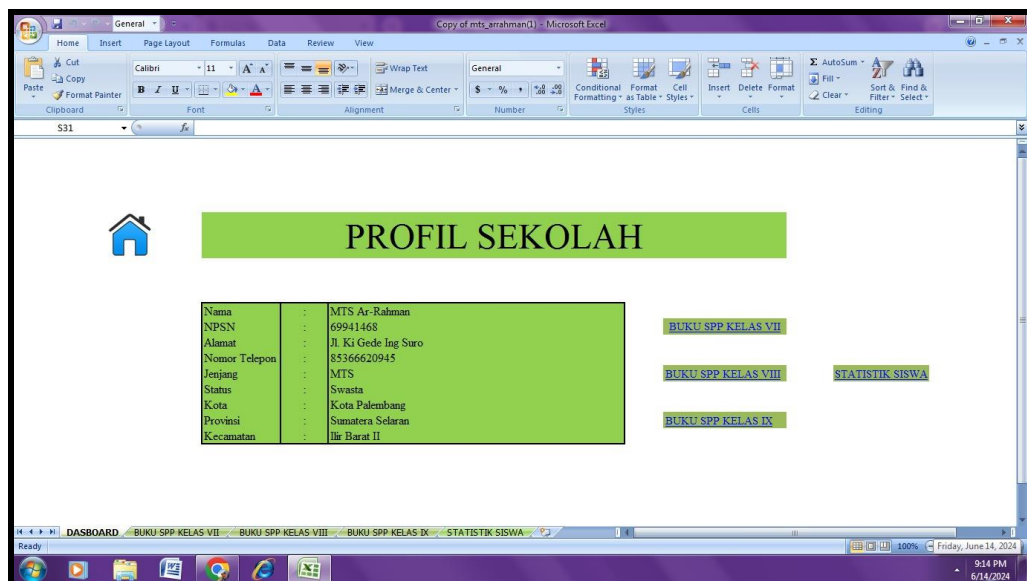 General
Copy of mts_arrahman(1) - Microsoft Excel
Home Insert Page Layout Formulas Data Review View
Paste
Cut
Copy
Format Painter
Clipboard
Calibri 11
B I U
Font
Wrap Text
Merge & Center
Alignment
General
$ % ,
Number
Conditional Formatting
Format as Table
Cell Styles
Styles
Insert Delete Format
Cells
Σ AutoSum
Fill
Clear
Sort & Filter
Find & Select
Editing
S31 fx
PROFIL SEKOLAH
Nama : MTS Ar-Rahman
NPSN : 69941468
Alamat : Jl. Ki Gede Ing Suro
Nomor Telepon : 85366620945
Jenjang : MTS
Status : Swasta
Kota : Kota Palembang
Provinsi : Sumatera Selaran
Kecamatan : Ilir Barat II
BUKU SPP KELAS VII
BUKU SPP KELAS VIII
STATISTIK SISWA
BUKU SPP KELAS IX
DASBOARD BUKU SPP KELAS VII BUKU SPP KELAS VIII BUKU SPP KELAS IX STATISTIK SISWA
Ready
100%
Friday, June 14, 2024
9:14 PM
6/14/2024